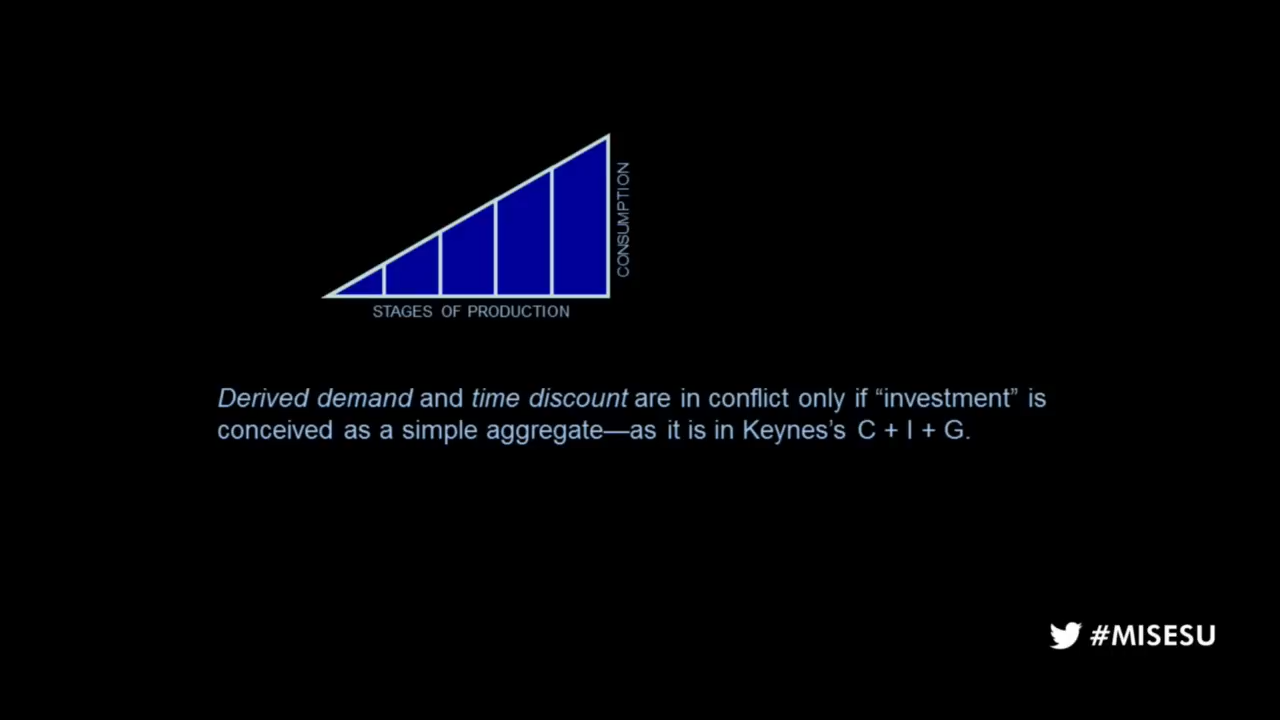 CONSUMPTION
STAGES OF PRODUCTION
Derived demand and time discount are in conflict only if “investment” is
conceived as a simple aggregate—as it is in Keynes’s C + I + G.
#MISESU